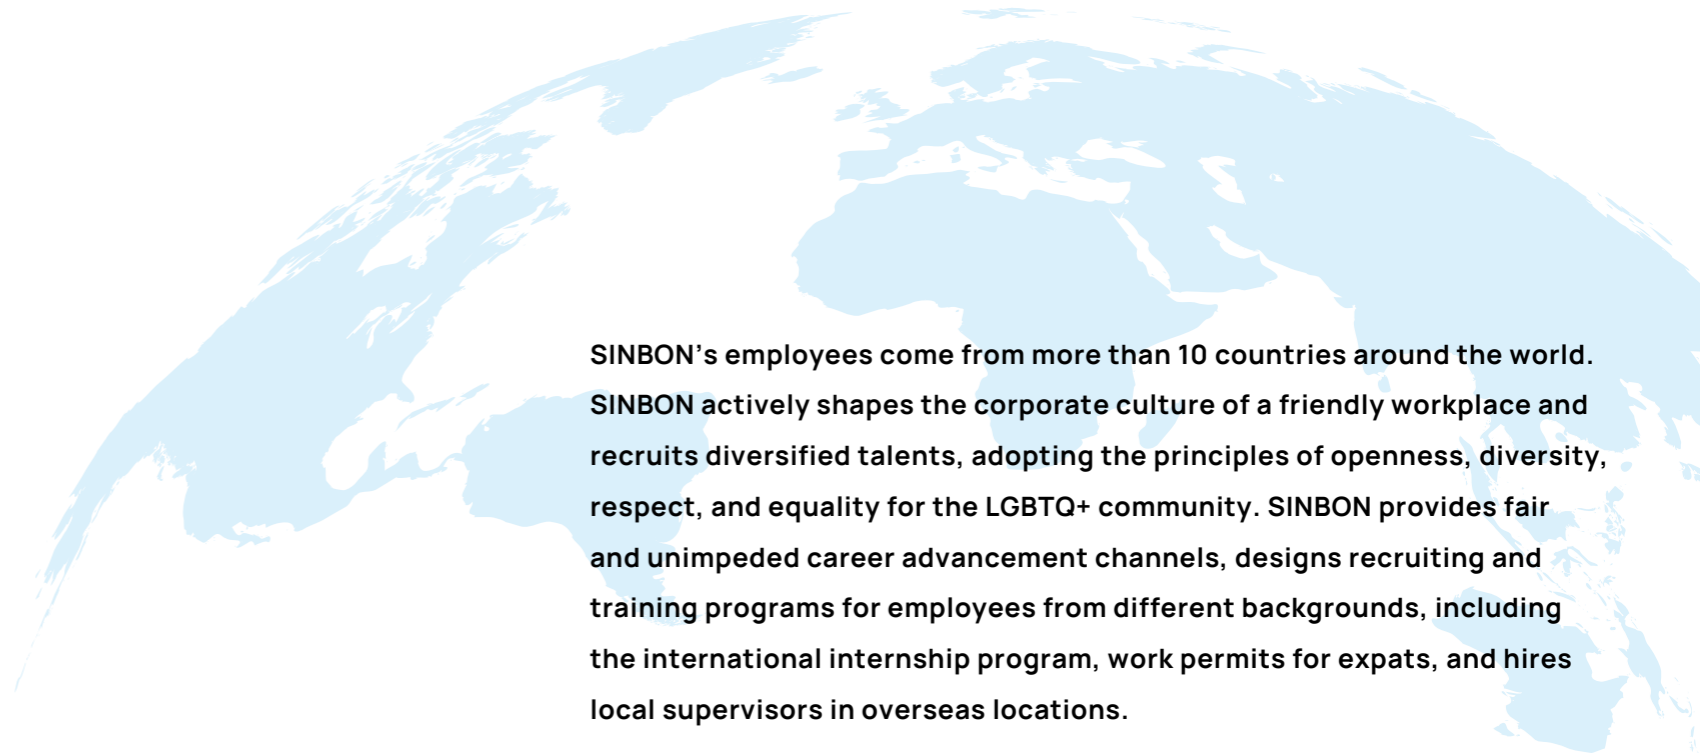 SINBON’s employees come from more than 10 countries around the world.
SINBON actively shapes the corporate culture of a friendly workplace and
recruits diversified talents, adopting the principles of openness, diversity,
respect, and equality for the LGBTQ+ community. SINBON provides fair
and unimpeded career advancement channels, designs recruiting and
training programs for employees from different backgrounds, including
the international internship program, work permits for expats, and hires
local supervisors in overseas locations.